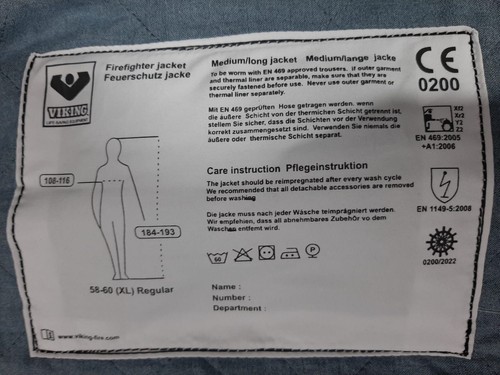 Firefighter jacket
Feuerschutz jacke
VIKING
LIFE-SAVING EQUIPMENT
108-116
184-193
58-60 (XL) Regular
www.viking-fire.com
Medium/long jacket Medium/lange jacke
To be worn with EN 469 approved trousers. If outer garment
and thermal liner are separable, make sure that they are
securely fastened before use. Never use outer garment or
thermal liner separately.
Mit EN 469 geprüften Hose getragen werden. wenn
die äußere Schicht von der thermischen Schicht getrennt ist,
stellem Sie sicher, dass die Schichten vor der Verwendung
korrekt zusammengesetzt sind. Verwenden Sie niemals die
äußere oder thermische Schicht separat.
Care instruction Pflegeinstruktion
The jacket should be reimpregnated after every wash cycle
We recommened that all detachable accessories are removed
before washing
Die jacke muss nach jeder Wäsche teimprägniert werden.
Wir empfehlen, dass all abnehmbares Zubehör vo dem
Waschen entfernt wird.
60
P
Name :
Number :
Department :
CE
0200
Xf2
Xr2
Y2
Z2
EN 469:2005
+A1:2006
EN 1149-5:2008
0200/2022